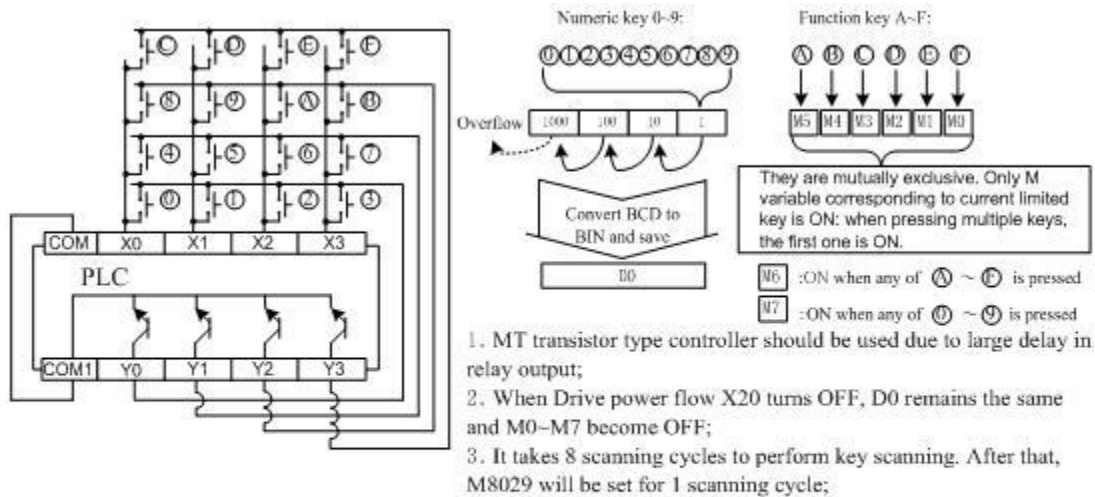 Ⓒ Ⓓ Ⓔ Ⓕ
⑧ ⑨ Ⓐ Ⓑ
④ ⑤ ⑥ ⑦
⓪ ① ② ③
COM X0 X1 X2 X3
PLC
COM1 Y0 Y1 Y2 Y3
Numeric key 0~9:
⓪①②③④⑤⑥⑦⑧⑨
Overflow 1000 100 10 1
Convert BCD to
BIN and save
D0
Function key A~F:
Ⓐ Ⓑ Ⓒ Ⓓ Ⓔ Ⓕ
M5 M4 M3 M2 M1 M0
They are mutually exclusive. Only M
variable corresponding to current limited
key is ON: when pressing multiple keys,
the first one is ON.
M6 :ON when any of Ⓐ ~ Ⓕ is pressed
M7 :ON when any of ⓪ ~ ⑨ is pressed
1. MT transistor type controller should be used due to large delay in
relay output;
2. When Drive power flow X20 turns OFF, D0 remains the same
and M0~M7 become OFF;
3. It takes 8 scanning cycles to perform key scanning. After that,
M8029 will be set for 1 scanning cycle;